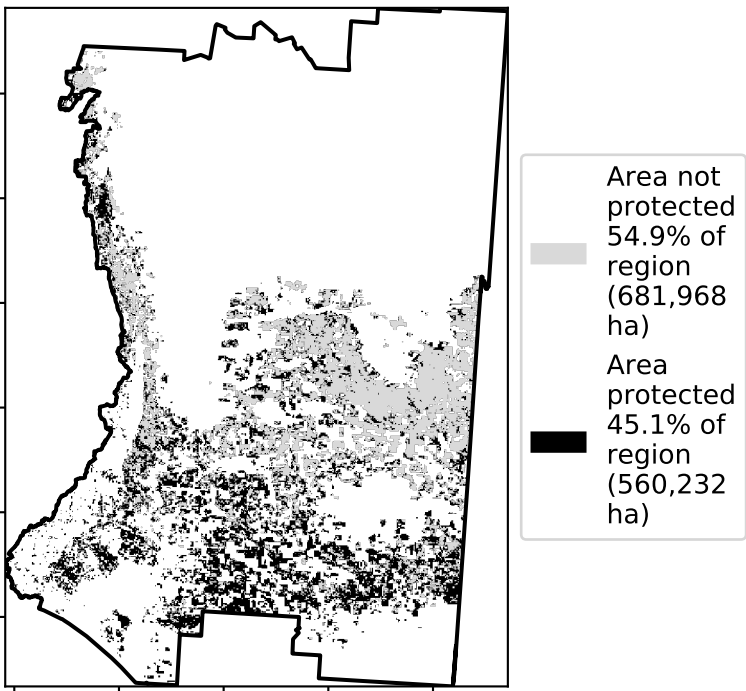 Area not
protected
54.9% of
region
(681,968
ha)
Area
protected
45.1% of
region
(560,232
ha)